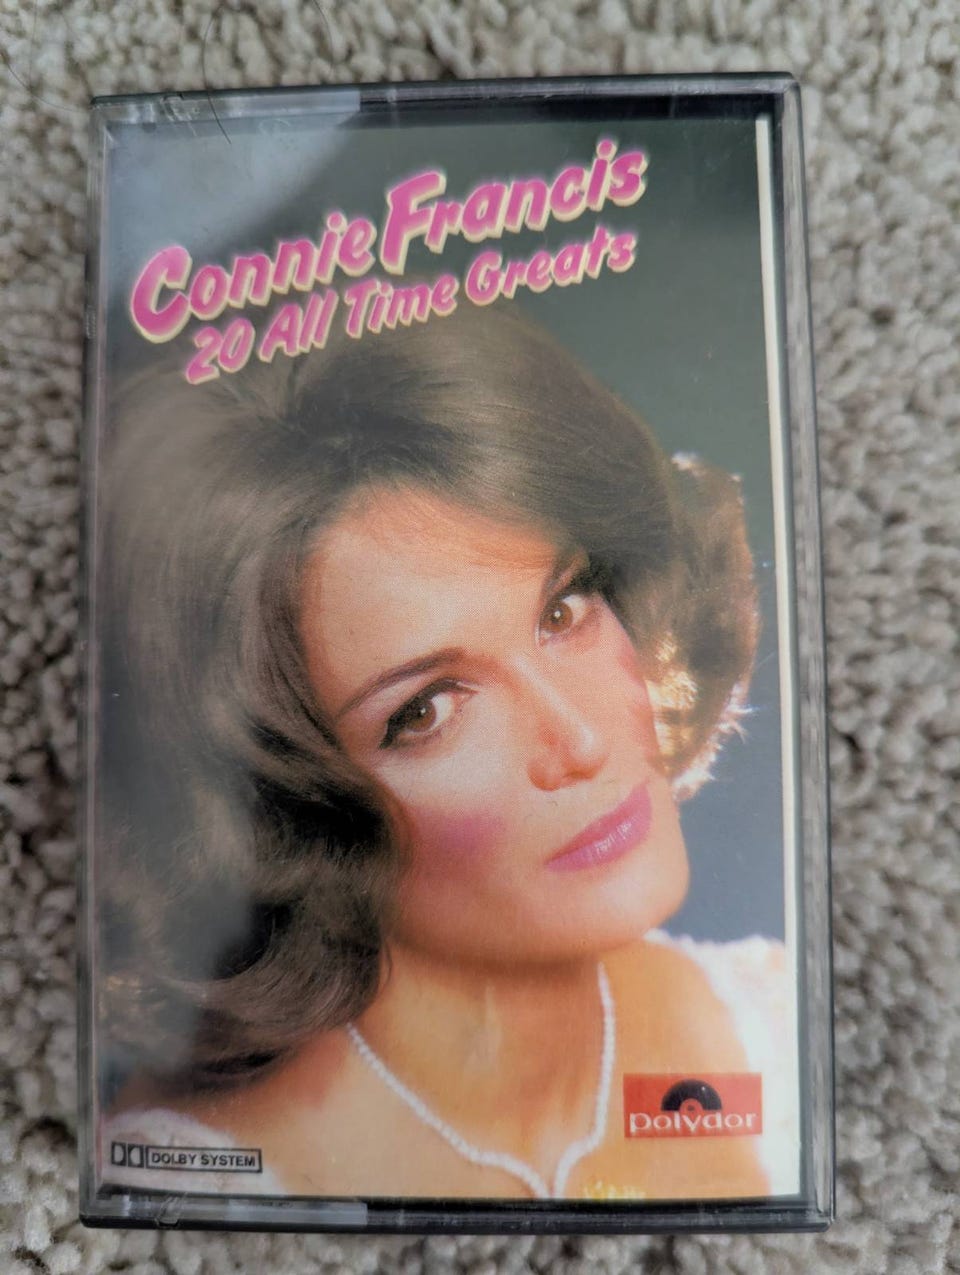 Connie Francis
20 All Time Greats
polydor
DOLBY SYSTEM